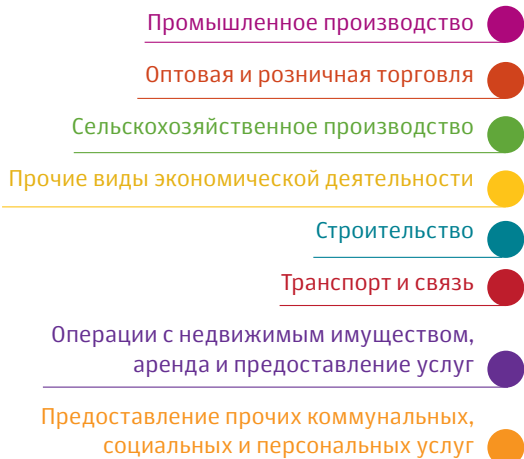 Промышленное производство
Оптовая и розничная торговля
Сельскохозяйственное производство
Прочие виды экономической деятельности
Строительство
Транспорт и связь
Операции с недвижимым имуществом,
аренда и предоставление услуг
Предоставление прочих коммунальных,
социальных и персональных услуг